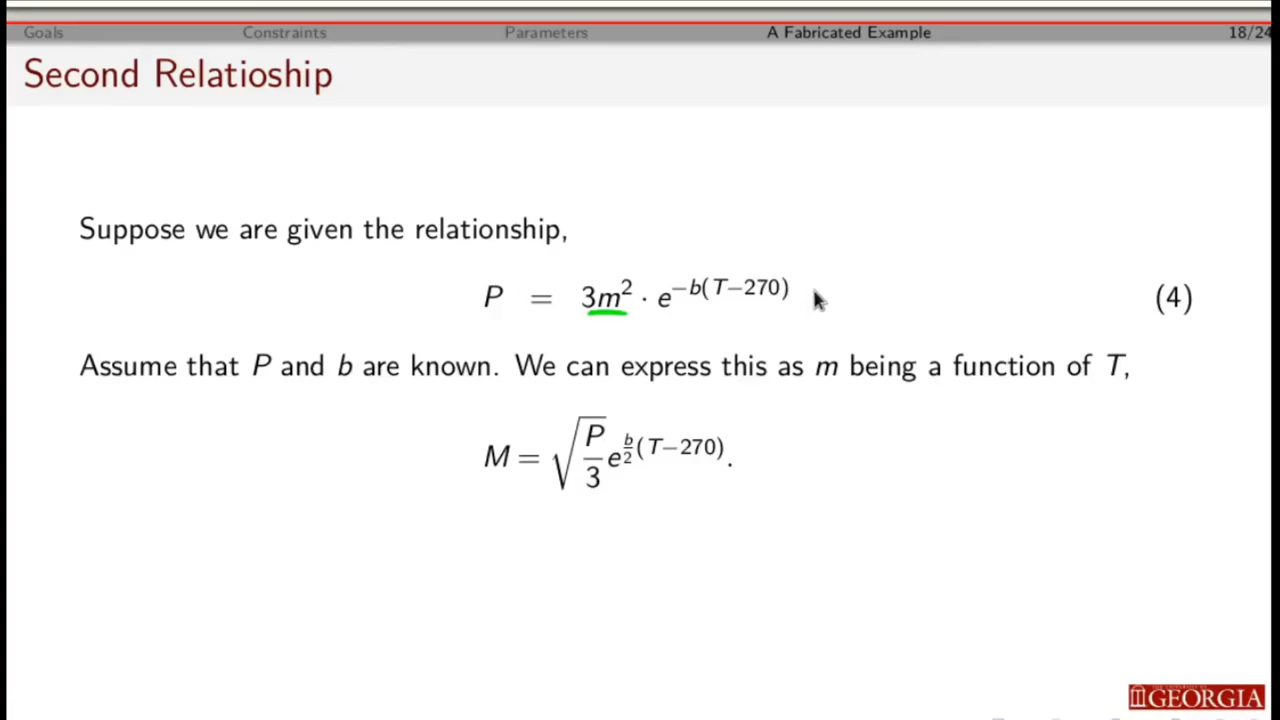 Goals Constraints Parameters A Fabricated Example 18/24
Second Relatioship
Suppose we are given the relationship,
P = 3m² · e^{−b(T−270)} (4)
Assume that P and b are known. We can express this as m being a function of T,
M = √(P/3) e^{b/2(T−270)}.
GEORGIA